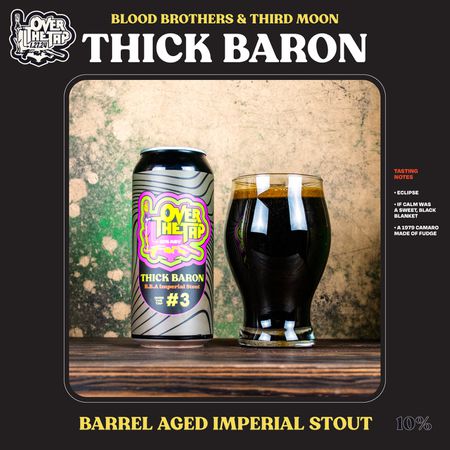 OVER
THE TAP
BLOOD BROTHERS & THIRD MOON
THICK BARON
TASTING
NOTES
• ECLIPSE
• IF CALM WAS
A SWEET, BLACK
BLANKET
• A 1979 CAMARO
MADE OF FUDGE
OVER
THE TAP
THICK BARON
B.B.A Imperial Stout
#3
BARREL AGED IMPERIAL STOUT
10%